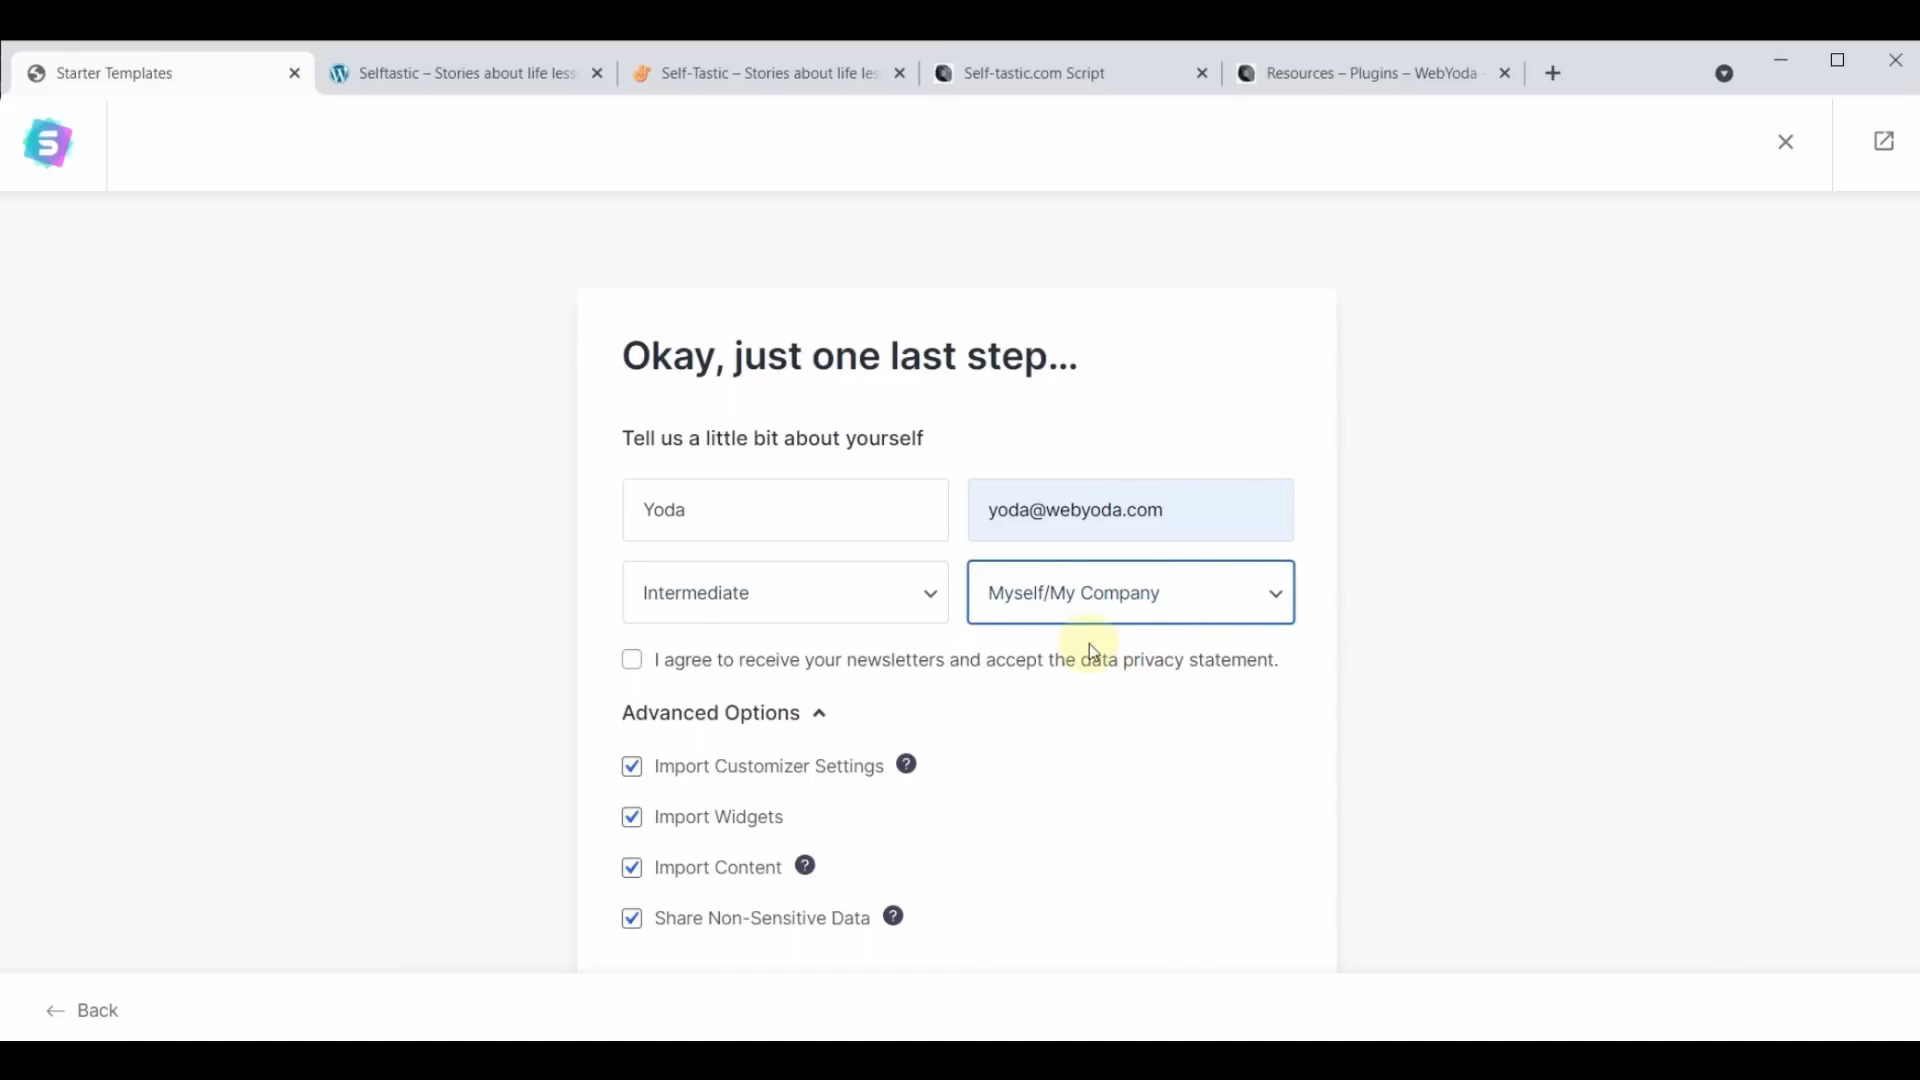 Starter Templates
Selftastic – Stories about life less
Self-Tastic – Stories about life les
Self-tastic.com Script
Resources – Plugins – WebYoda -
S
Okay, just one last step...
Tell us a little bit about yourself
Yoda
yoda@webyoda.com
Intermediate
Myself/My Company
I agree to receive your newsletters and accept the data privacy statement.
Advanced Options
Import Customizer Settings ?
Import Widgets
Import Content ?
Share Non-Sensitive Data ?
← Back